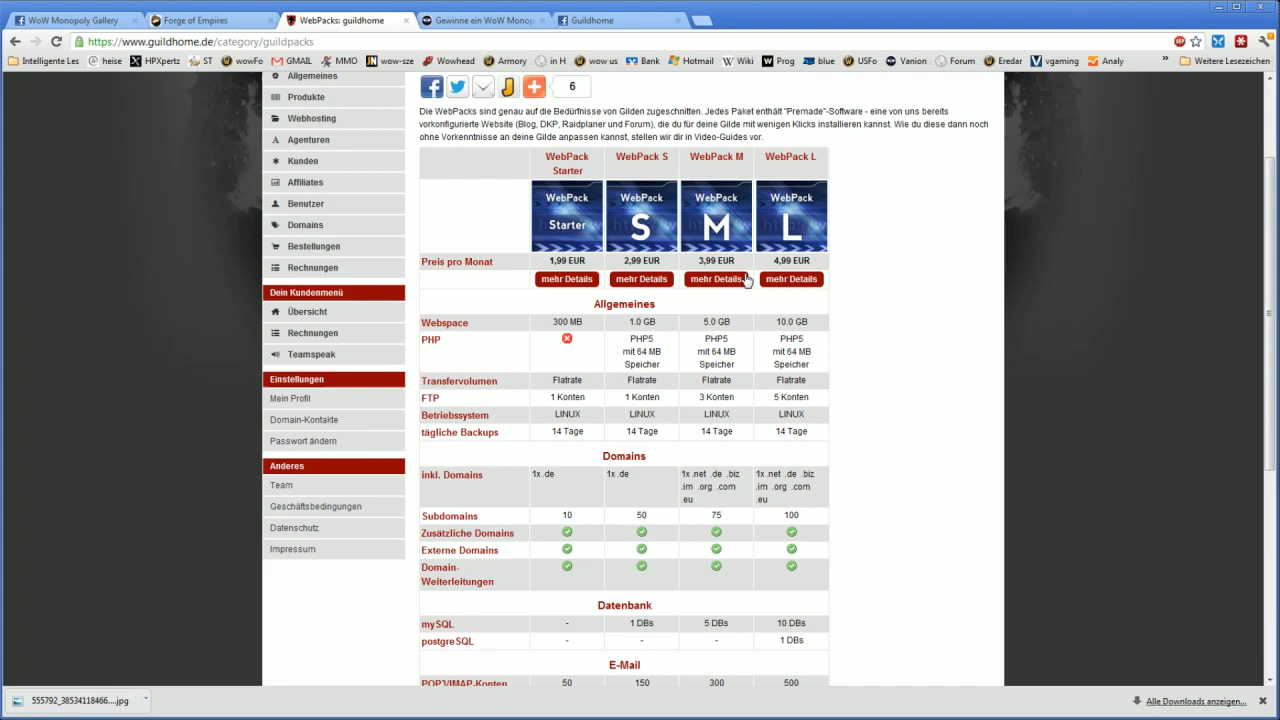 WoW Monopoly Gallery
Forge of Empires
WebPacks: guildhome
Gewinne ein WoW Monop
Guildhome
https://www.guildhome.de/category/guildpacks
Intelligente Les heise HPXpertz ST wowFo GMAIL MMO wow-sze Wowhead Armory in H wow us Bank Hotmail Wiki Prog blue USFo Vanion Forum Eredar vgaming Analy » Weitere Lesezeichen
Allgemeines
Produkte
Webhosting
Agenturen
Kunden
Affiliates
Benutzer
Domains
Bestellungen
Rechnungen
Dein Kundenmenü
Übersicht
Rechnungen
Teamspeak
Einstellungen
Mein Profil
Domain-Kontakte
Passwort ändern
Anderes
Team
Geschäftsbedingungen
Datenschutz
Impressum
6
Die WebPacks sind genau auf die Bedürfnisse von Gilden zugeschnitten. Jedes Paket enthält "Premade"-Software - eine von uns bereits
vorkonfigurierte Website (Blog, DKP, Raidplaner und Forum), die du für deine Gilde mit wenigen Klicks installieren kannst. Wie du diese dann noch
ohne Vorkenntnisse an deine Gilde anpassen kannst, stellen wir dir in Video-Guides vor.
WebPack WebPack S WebPack M WebPack L
Starter
WebPack WebPack WebPack WebPack
Starter S M L
Preis pro Monat 1,99 EUR 2,99 EUR 3,99 EUR 4,99 EUR
mehr Details mehr Details mehr Details mehr Details
Allgemeines
Webspace 300 MB 1.0 GB 5.0 GB 10.0 GB
PHP PHP5 PHP5 PHP5
mit 64 MB mit 64 MB mit 64 MB
Speicher Speicher Speicher
Transfervolumen Flatrate Flatrate Flatrate Flatrate
FTP 1 Konten 1 Konten 3 Konten 5 Konten
Betriebssystem LINUX LINUX LINUX LINUX
tägliche Backups 14 Tage 14 Tage 14 Tage 14 Tage
Domains
inkl. Domains 1x .de 1x .de 1x .net .de .biz 1x .net .de .biz
.im .org .com .im .org .com
.eu .eu
Subdomains 10 50 75 100
Zusätzliche Domains
Externe Domains
Domain-
Weiterleitungen
Datenbank
mySQL - 1 DBs 5 DBs 10 DBs
postgreSQL - - - 1 DBs
E-Mail
POP3/IMAP-Konten 50 150 300 500
555792_38534118466....jpg
Alle Downloads anzeigen...